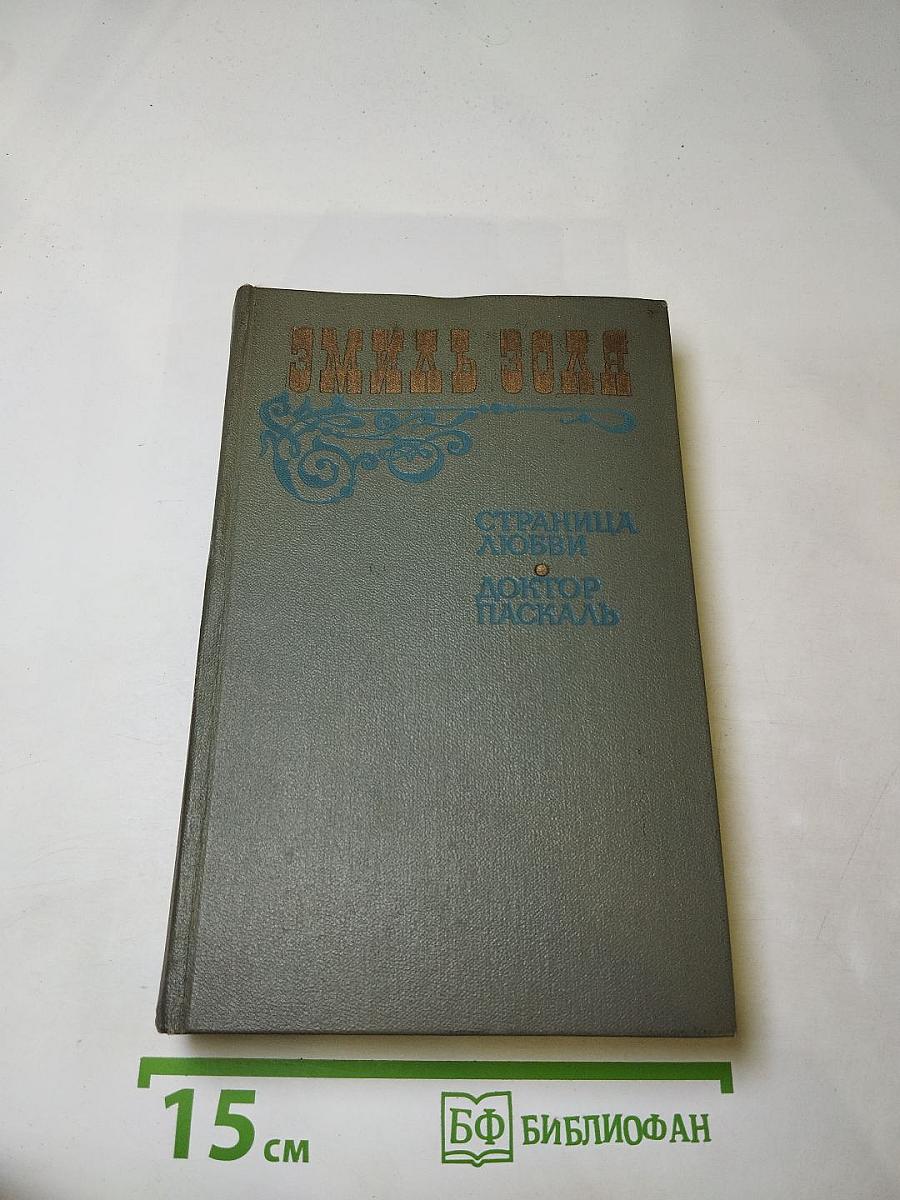 ЭМИЛЬ ЗОЛЯ
СТРАНИЦА
ЛЮБВИ
ДОКТОР
ПАСКАЛЬ
15 см
БФ БИБЛИОФАН